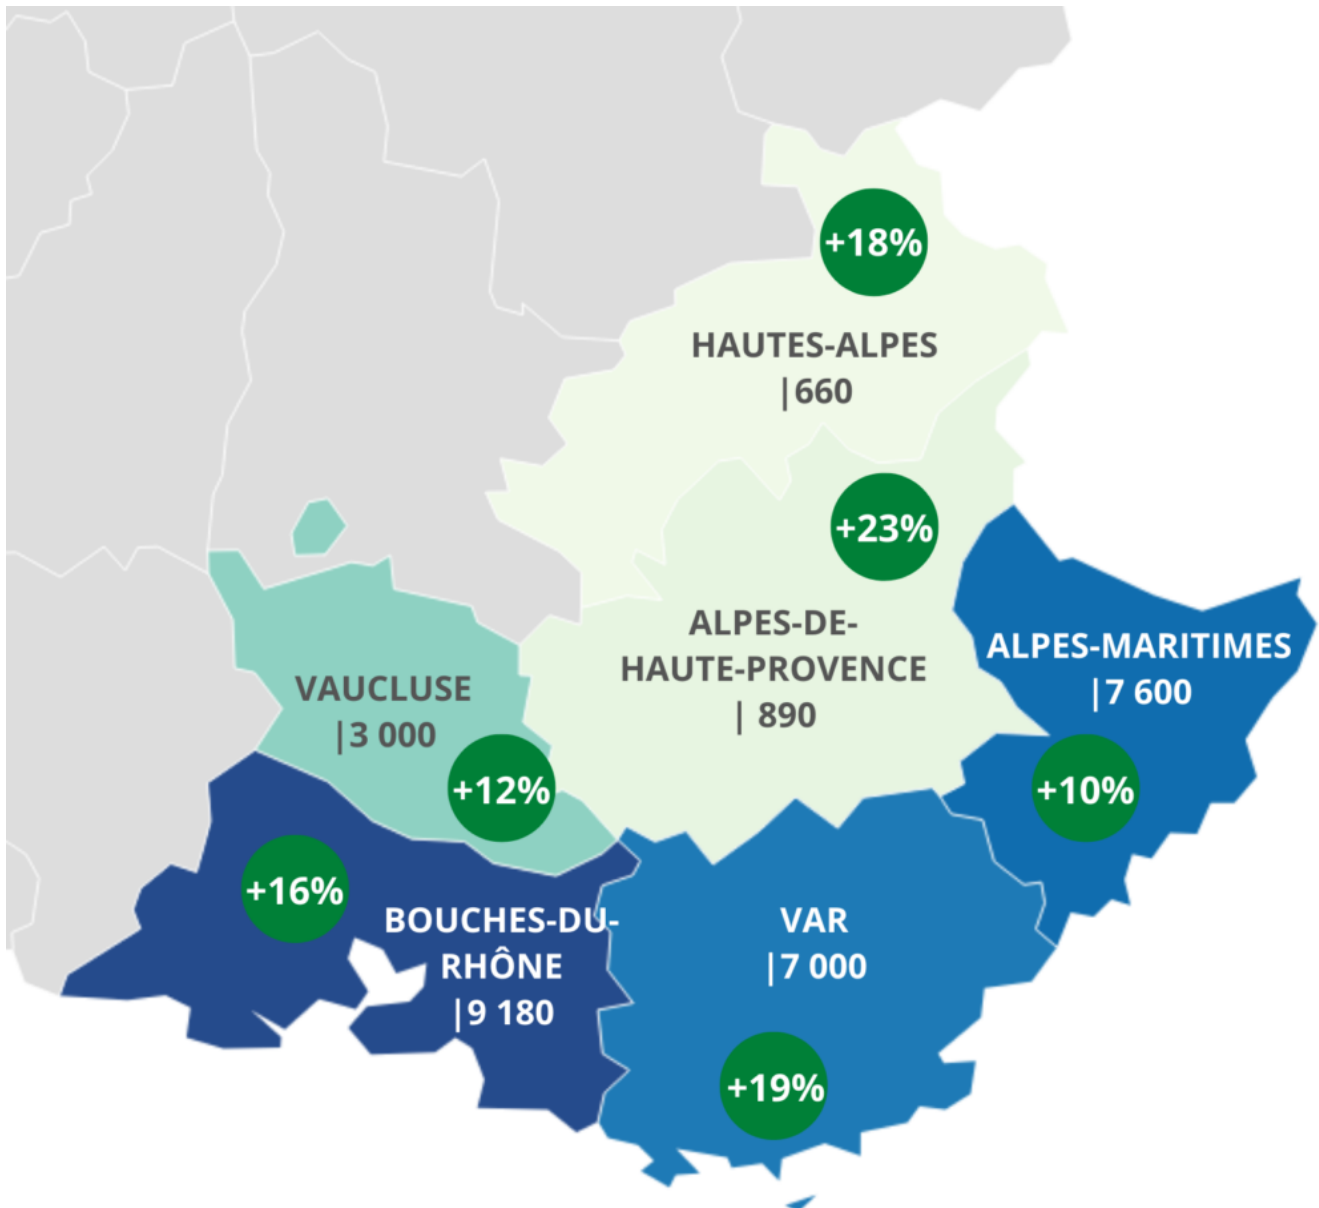 +18%
HAUTES-ALPES
|660
+23%
ALPES-DE-
HAUTE-PROVENCE
| 890
ALPES-MARITIMES
|7 600
+10%
VAUCLUSE
|3 000
+12%
+16%
BOUCHES-DU-
RHÔNE
|9 180
VAR
|7 000
+19%